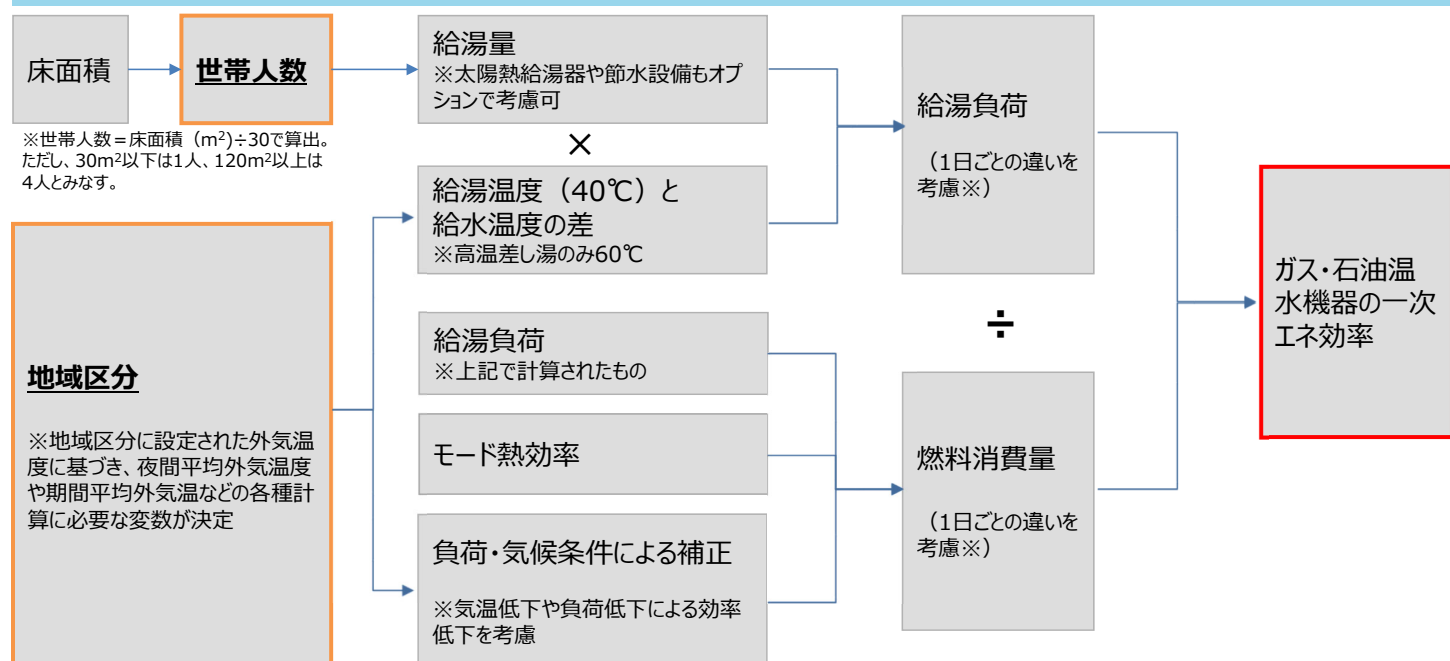 床面積
世帯人数
※世帯人数＝床面積（m²)÷30で算出。
ただし、30m²以下は1人、120m²以上は
4人とみなす。
給湯量
※太陽熱給湯器や節水設備もオプ
ションで考慮可
×
給湯温度（40℃）と
給水温度の差
※高温差し湯のみ60℃
給湯負荷
（1日ごとの違いを
考慮※）
地域区分
※地域区分に設定された外気温
度に基づき、夜間平均外気温度
や期間平均外気温などの各種計
算に必要な変数が決定
給湯負荷
※上記で計算されたもの
モード熱効率
負荷・気候条件による補正
※気温低下や負荷低下による効率
低下を考慮
÷
燃料消費量
（1日ごとの違いを
考慮※）
ガス・石油温
水機器の一次
エネ効率